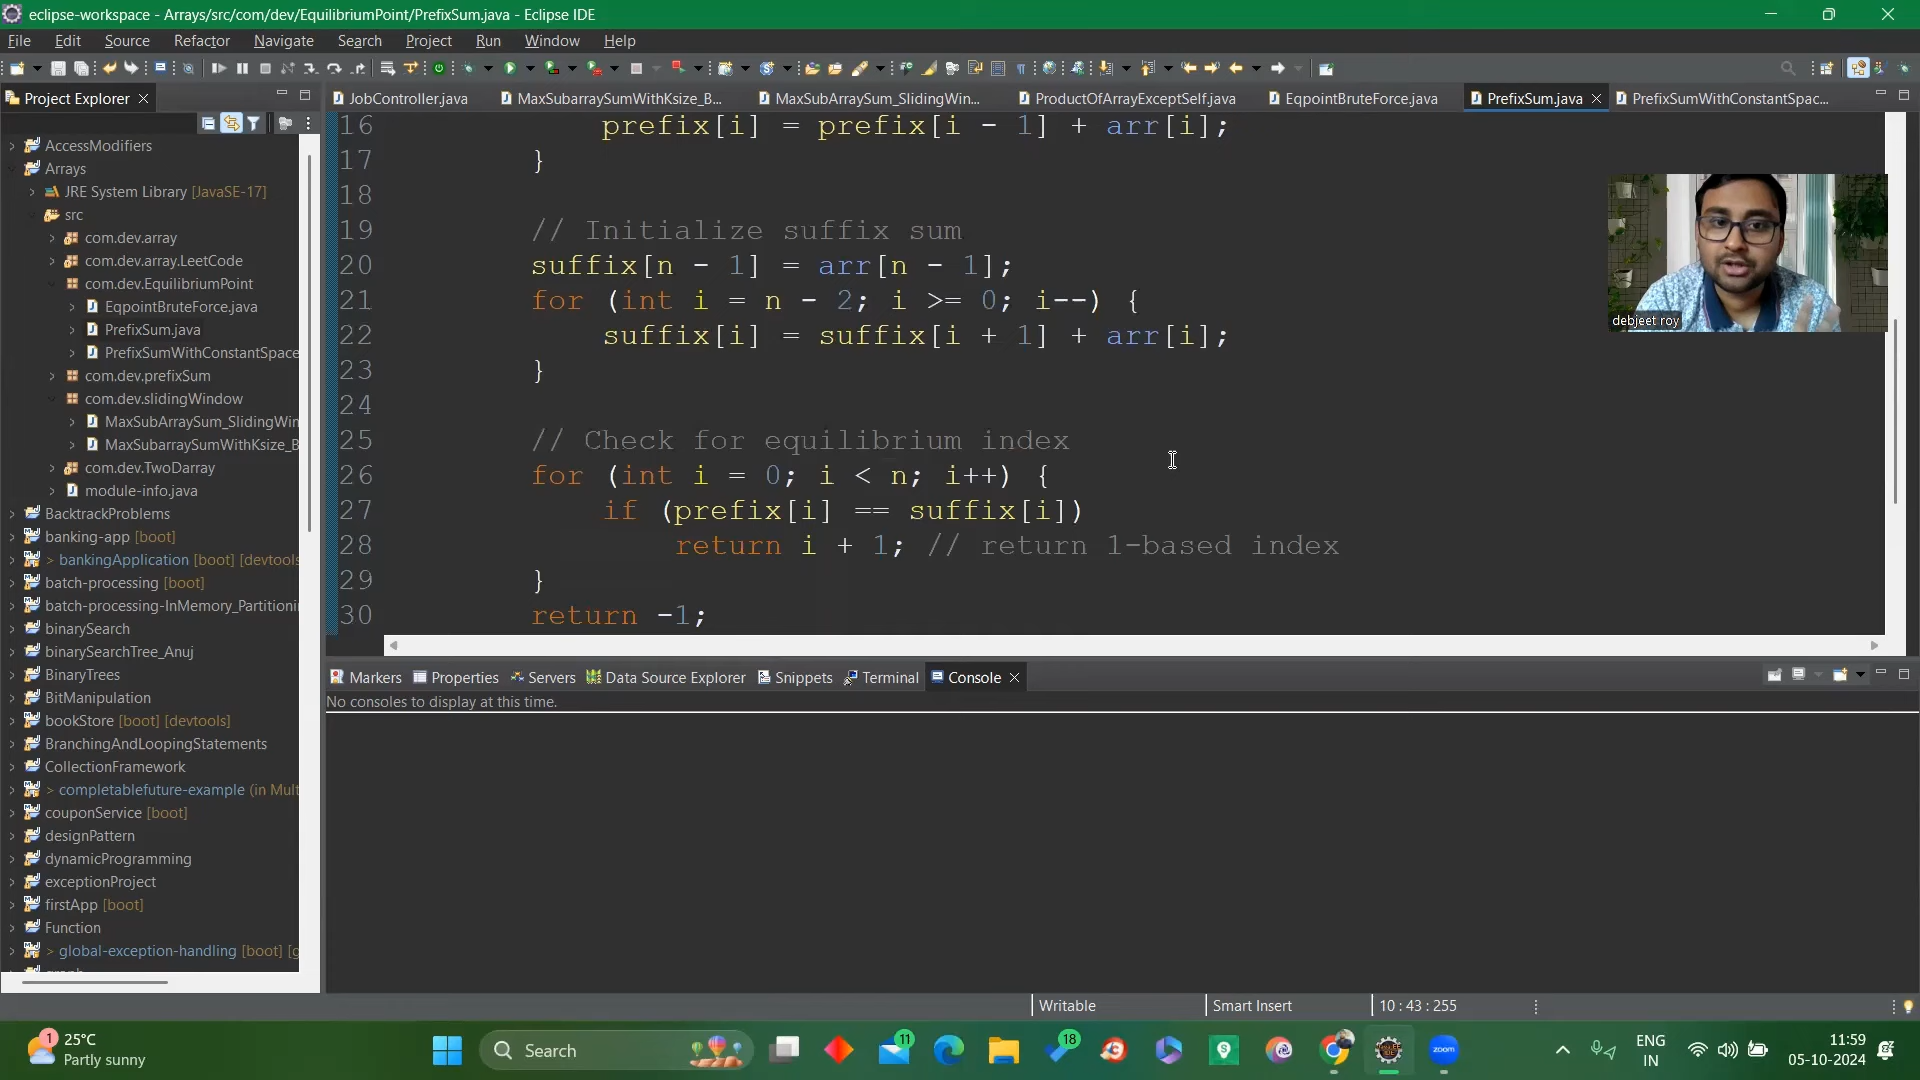 eclipse-workspace - Arrays/src/com/dev/EquilibriumPoint/PrefixSum.java - Eclipse IDE
File Edit Source Refactor Navigate Search Project Run Window Help
Project Explorer
JobController.java MaxSubarraySumWithKsize_B... MaxSubArraySum_SlidingWin... ProductOfArrayExceptSelf.java EqpointBruteForce.java PrefixSum.java PrefixSumWithConstantSpac...
AccessModifiers
Arrays
JRE System Library [JavaSE-17]
src
com.dev.array
com.dev.array.LeetCode
com.dev.EquilibriumPoint
EqpointBruteForce.java
PrefixSum.java
PrefixSumWithConstantSpace
com.dev.prefixSum
com.dev.slidingWindow
MaxSubArraySum_SlidingWin
MaxSubarraySumWithKsize_B
com.dev.TwoDarray
module-info.java
BacktrackProblems
banking-app [boot]
> bankingApplication [boot] [devtools
batch-processing [boot]
batch-processing-InMemory_Partitioni
binarySearch
binarySearchTree_Anuj
BinaryTrees
BitManipulation
bookStore [boot] [devtools]
BranchingAndLoopingStatements
CollectionFramework
> completablefuture-example (in Mult
couponService [boot]
designPattern
dynamicProgramming
exceptionProject
firstApp [boot]
Function
> global-exception-handling [boot] [g
16 prefix[i] = prefix[i - 1] + arr[i];
17 }
18
19 // Initialize suffix sum
20 suffix[n - 1] = arr[n - 1];
21 for (int i = n - 2; i >= 0; i--) {
22 suffix[i] = suffix[i + 1] + arr[i];
23 }
24
25 // Check for equilibrium index
26 for (int i = 0; i < n; i++) {
27 if (prefix[i] == suffix[i])
28 return i + 1; // return 1-based index
29 }
30 return -1;
debjeet roy
Markers Properties Servers Data Source Explorer Snippets Terminal Console
No consoles to display at this time.
Writable Smart Insert 10 : 43 : 255
1 25°C
Partly sunny
Search
11
18
zoom
ENG
IN
11:59
05-10-2024